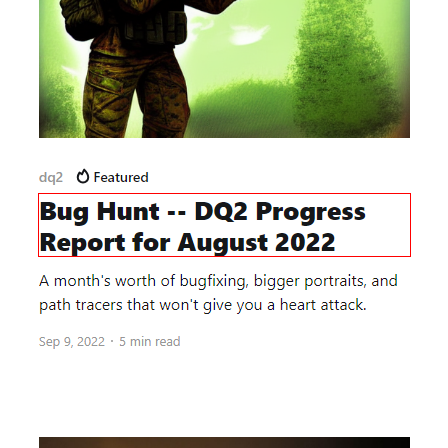 dq2 Featured
Bug Hunt -- DQ2 Progress
Report for August 2022
A month's worth of bugfixing, bigger portraits, and
path tracers that won't give you a heart attack.
Sep 9, 2022 · 5 min read